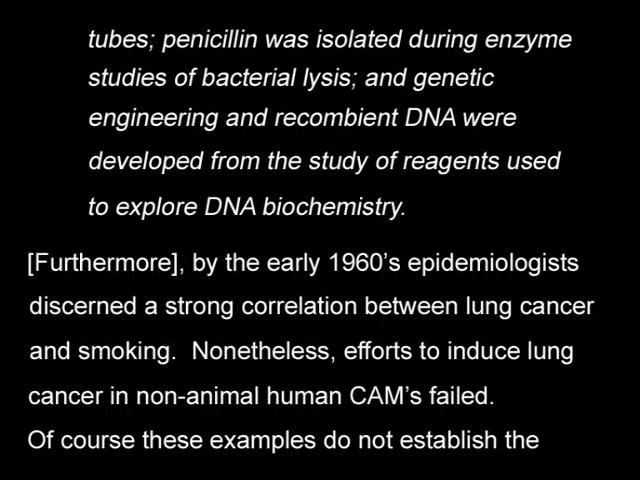 tubes; penicillin was isolated during enzyme
studies of bacterial lysis; and genetic
engineering and recombient DNA were
developed from the study of reagents used
to explore DNA biochemistry.
[Furthermore], by the early 1960's epidemiologists
discerned a strong correlation between lung cancer
and smoking.  Nonetheless, efforts to induce lung
cancer in non-animal human CAM's failed.
Of course these examples do not establish the